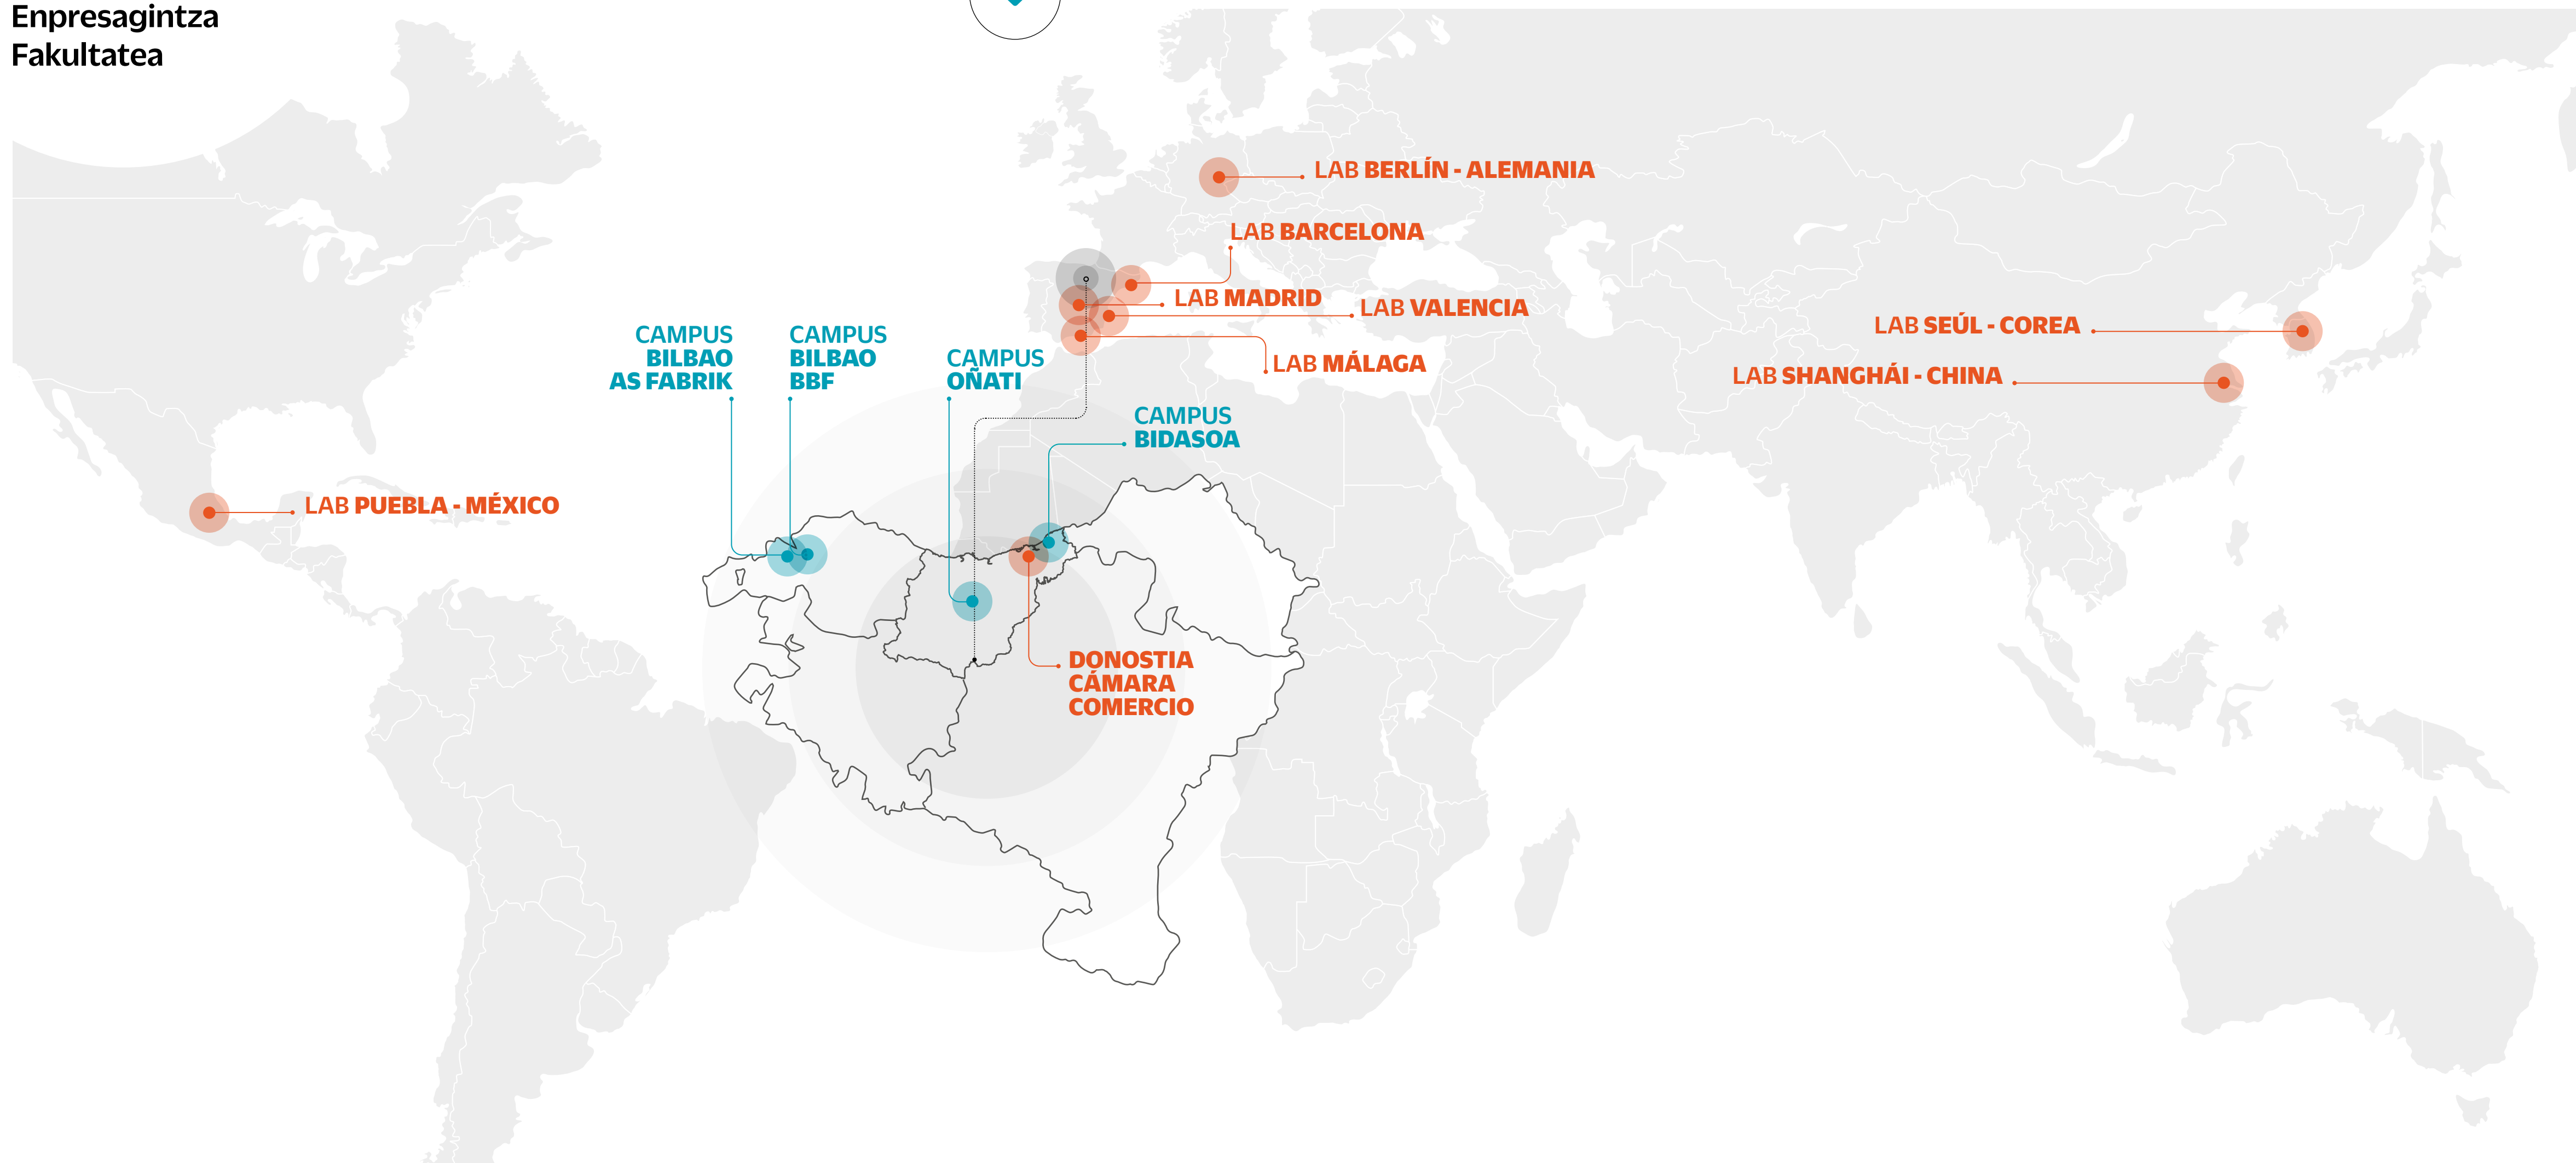 Enpresagintza
Fakultatea
LAB BERLÍN - ALEMANIA
LAB BARCELONA
LAB MADRID
LAB VALENCIA
LAB MÁLAGA
LAB SEÚL - COREA
LAB SHANGHÁI - CHINA
CAMPUS
BILBAO
AS FABRIK
CAMPUS
BILBAO
BBF
CAMPUS
OÑATI
CAMPUS
BIDASOA
LAB PUEBLA - MÉXICO
DONOSTIA
CÁMARA
COMERCIO